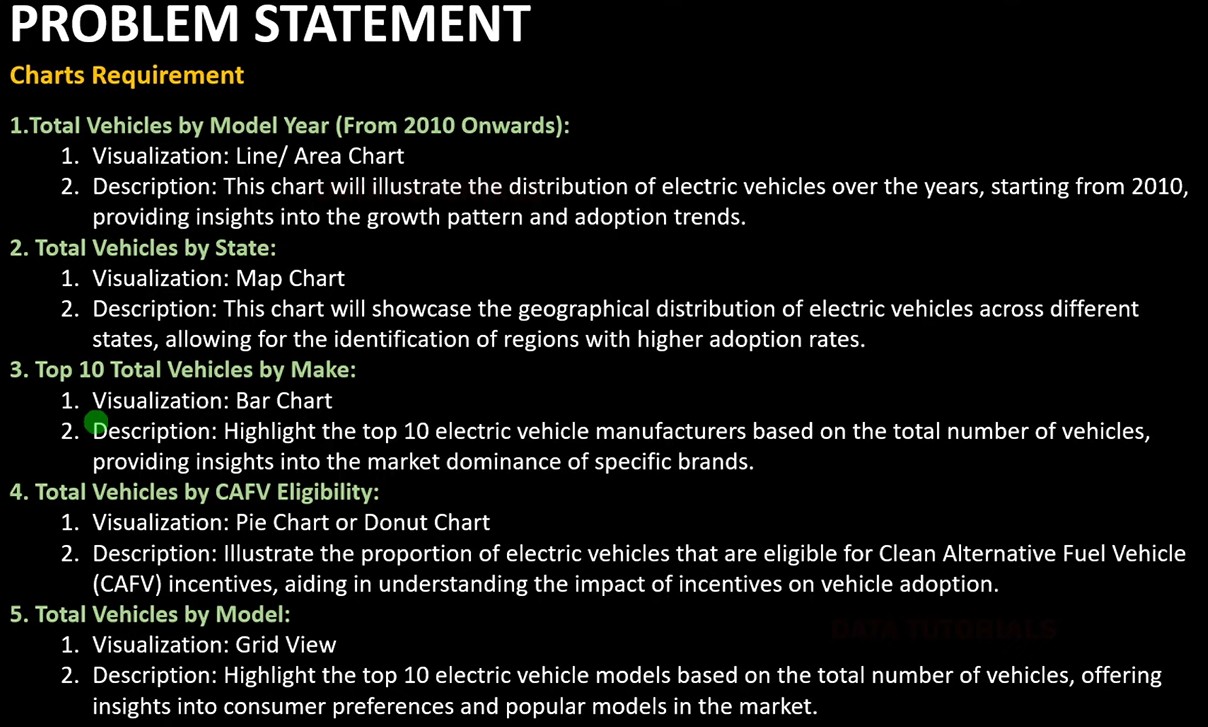 PROBLEM STATEMENT
Charts Requirement
1.Total Vehicles by Model Year (From 2010 Onwards):
1. Visualization: Line/ Area Chart
2. Description: This chart will illustrate the distribution of electric vehicles over the years, starting from 2010,
providing insights into the growth pattern and adoption trends.
2. Total Vehicles by State:
1. Visualization: Map Chart
2. Description: This chart will showcase the geographical distribution of electric vehicles across different
states, allowing for the identification of regions with higher adoption rates.
3. Top 10 Total Vehicles by Make:
1. Visualization: Bar Chart
2. Description: Highlight the top 10 electric vehicle manufacturers based on the total number of vehicles,
providing insights into the market dominance of specific brands.
4. Total Vehicles by CAFV Eligibility:
1. Visualization: Pie Chart or Donut Chart
2. Description: Illustrate the proportion of electric vehicles that are eligible for Clean Alternative Fuel Vehicle
(CAFV) incentives, aiding in understanding the impact of incentives on vehicle adoption.
5. Total Vehicles by Model:
DATA TUTORIALS
1. Visualization: Grid View
2. Description: Highlight the top 10 electric vehicle models based on the total number of vehicles, offering
insights into consumer preferences and popular models in the market.